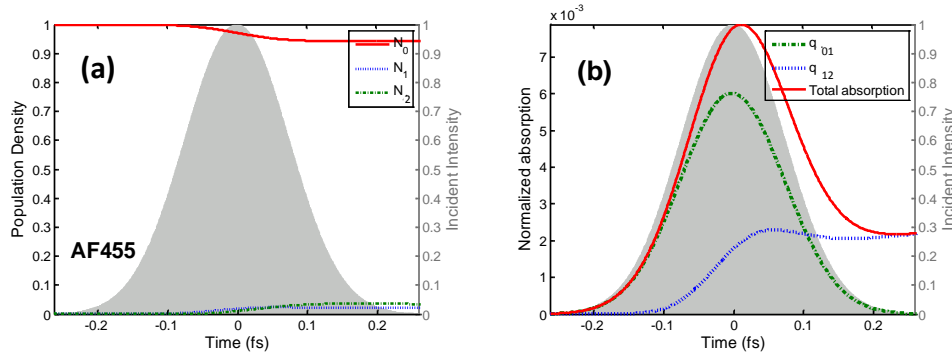 (a)
N_0
N_1
N_2
AF455
Population Density
Incident Intensity
1
0.9
0.8
0.7
0.6
0.5
0.4
0.3
0.2
0.1
0
1
0.9
0.8
0.7
0.6
0.5
0.4
0.3
0.2
0.1
0
-0.2 -0.1 0 0.1 0.2
Time (fs)
x 10^-3
(b)
q_01
q_12
Total absorption
Normalized absorption
Incident Intensity
7
6
5
4
3
2
1
0
1
0.9
0.8
0.7
0.6
0.5
0.4
0.3
0.2
0.1
0
-0.2 -0.1 0 0.1 0.2
Time (fs)